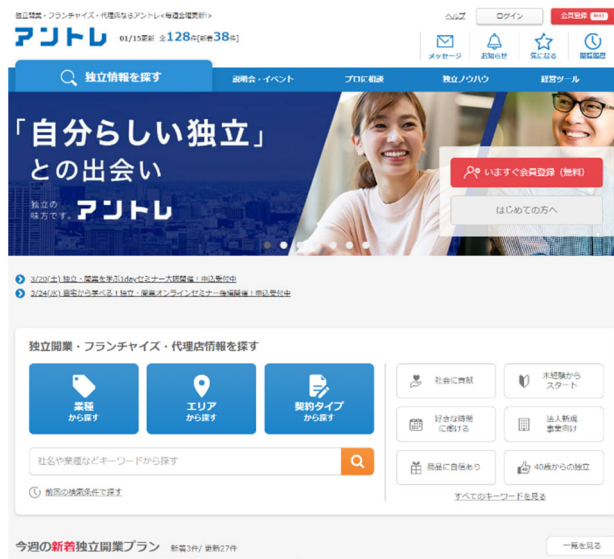 独立開業・フランチャイズ・代理店ならアントレ<毎週金曜更新!>
ヘルプ
ログイン
会員登録 無料
アントレ
01/15更新 全128件[新着38件]
メッセージ
お知らせ
気になる
閲覧履歴
独立情報を探す
説明会・イベント
プロに相談
独立ノウハウ
経営ツール
「自分らしい独立」
との出会い
独立の
味方です。
アントレ
いますぐ会員登録(無料)
はじめての方へ
3/20(土) 独立・開業を学ぶ1dayセミナー大阪開催!申込受付中
3/24(水) 自宅から学べる!独立・開業オンラインセミナー後場開催!申込受付中
独立開業・フランチャイズ・代理店情報を探す
業種
から探す
エリア
から探す
契約タイプ
から探す
社名や業種などキーワードから探す
前回の検索条件で探す
社会に貢献
未経験から
スタート
好きな時間
に働ける
法人新規
事業向け
商品に自信あり
40歳からの独立
すべてのキーワードを見る
今週の新着独立開業プラン
新着3件/ 更新27件
一覧を見る